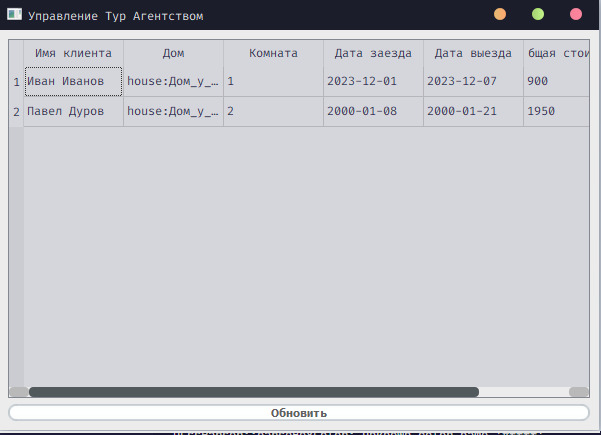 Управление Тур Агентством
Имя клиента Дом Комната Дата заезда Дата выезда бщая стои
1 Иван Иванов house:Дом_у_… 1 2023-12-01 2023-12-07 900
2 Павел Дуров house:Дом_у_… 2 2000-01-08 2000-01-21 1950
Обновить